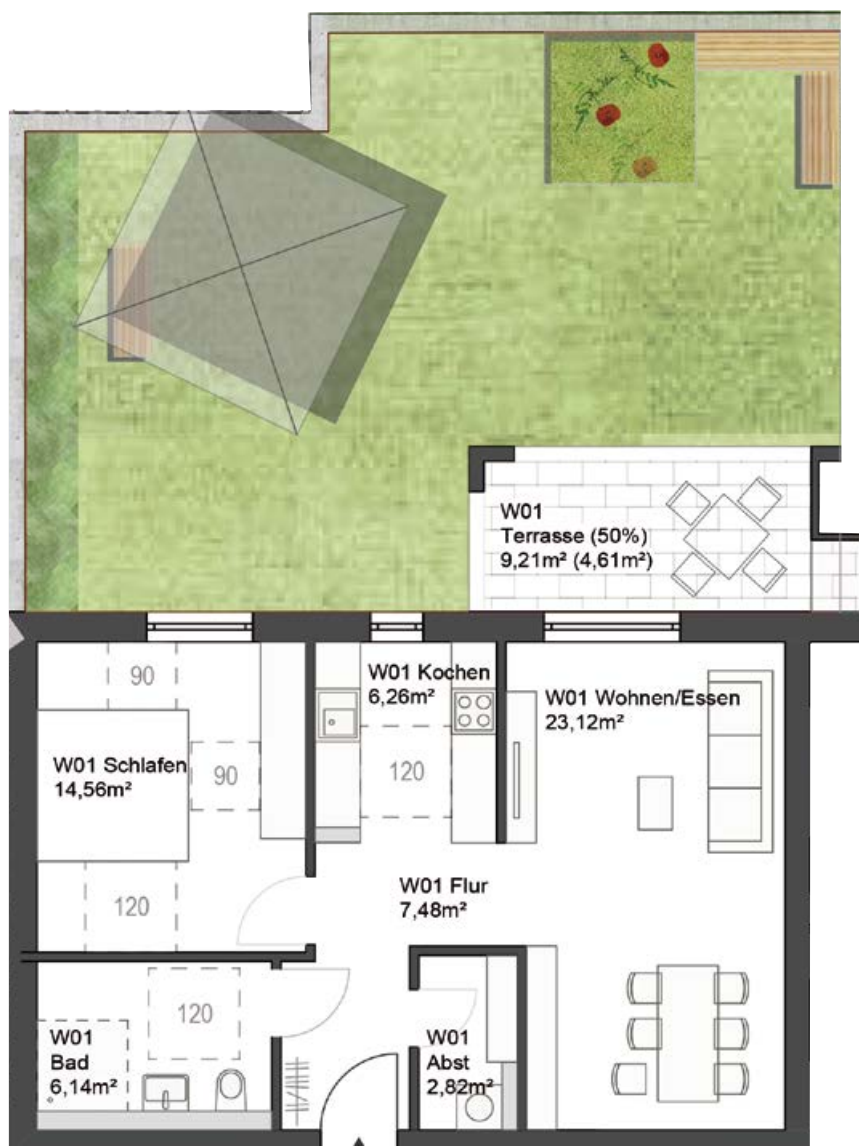 W01
Terrasse (50%)
9,21m² (4,61m²)
90
W01 Kochen
6,26m²
W01 Wohnen/Essen
23,12m²
W01 Schlafen
14,56m²
90
120
W01 Flur
7,48m²
120
120
W01
Bad
6,14m²
W01
Abst
2,82m²